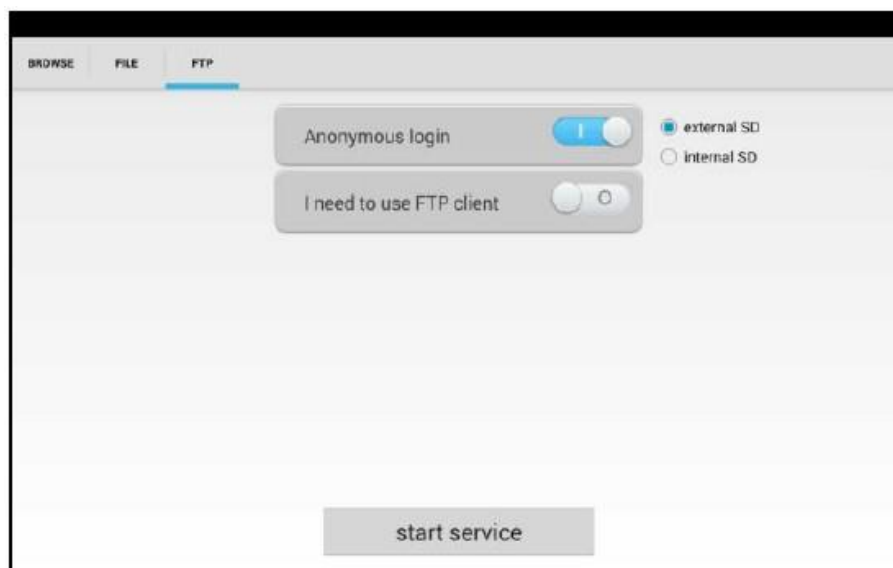 BROWSE FILE FTP
Anonymous login
external SD
internal SD
I need to use FTP client
start service